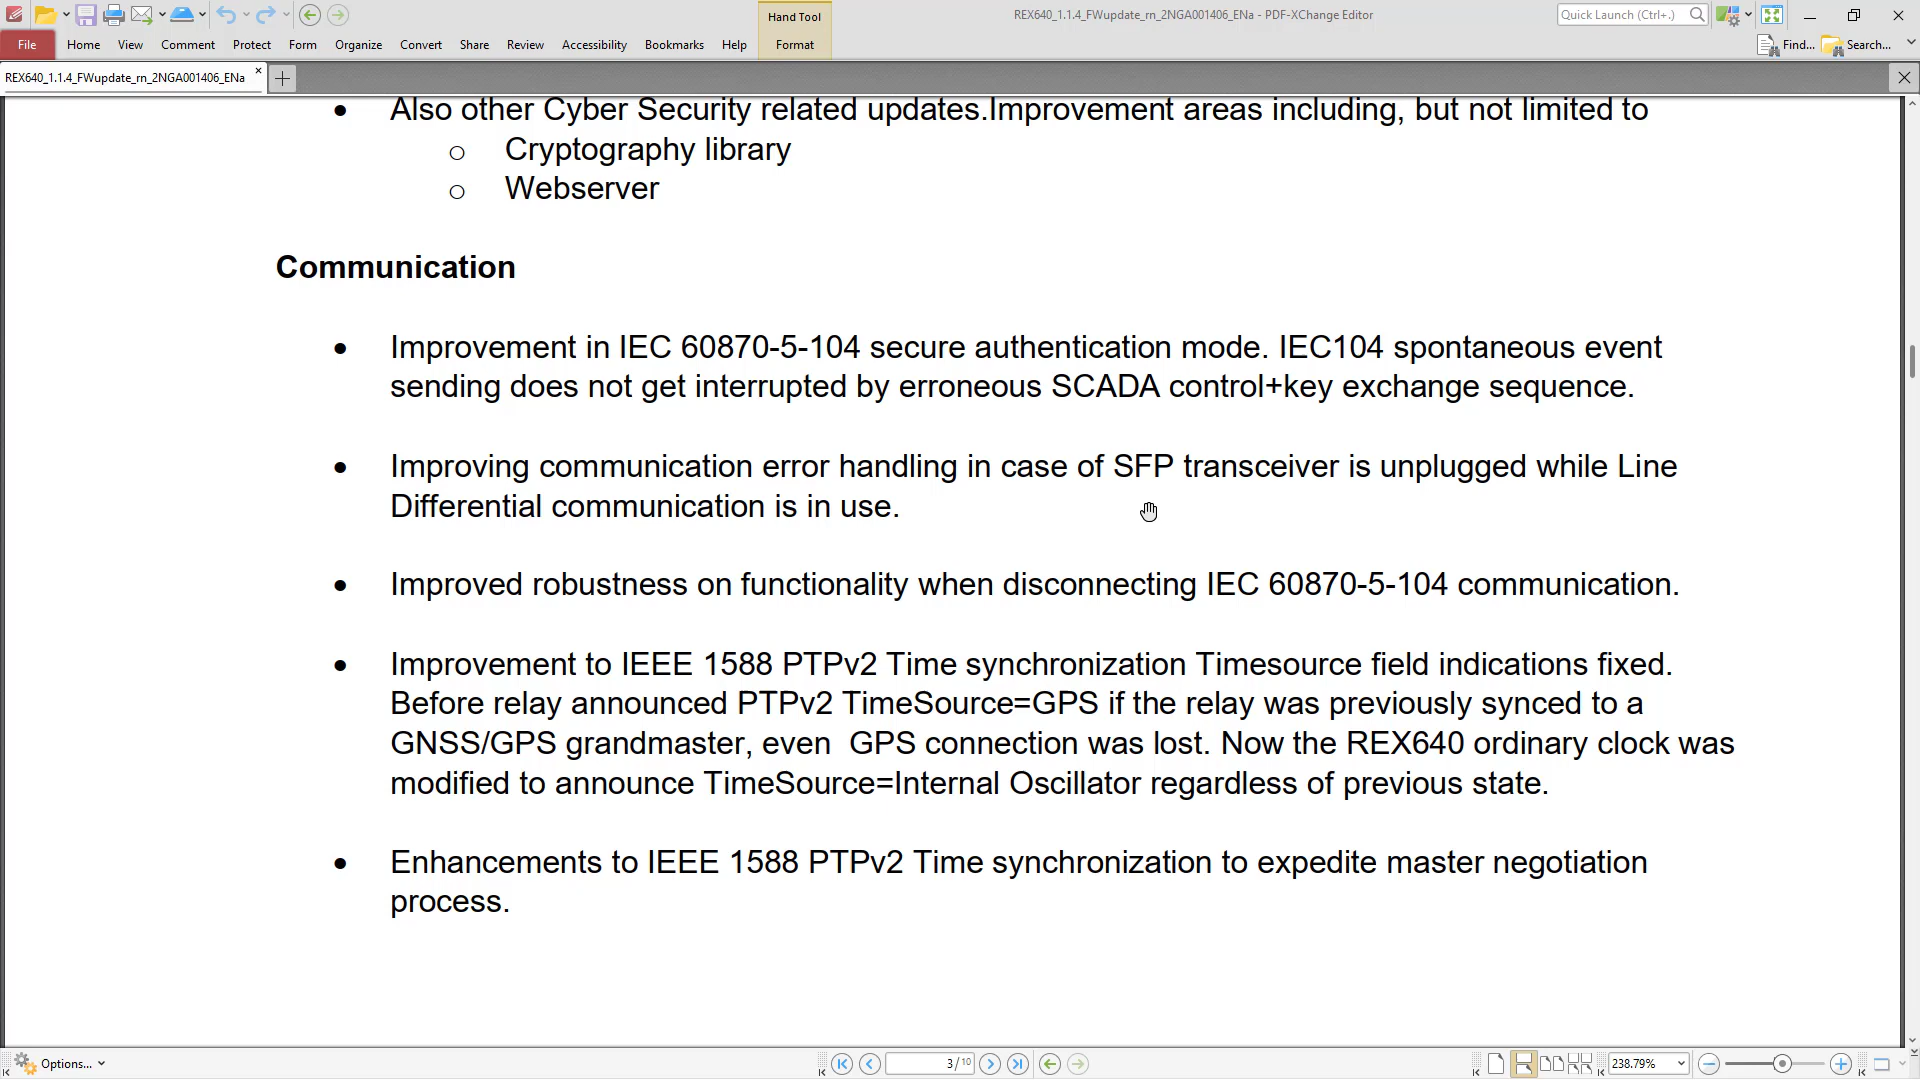 Hand Tool
REX640_1.1.4_FWupdate_rn_2NGA001406_ENa - PDF-XChange Editor
Quick Launch (Ctrl+.)
File Home View Comment Protect Form Organize Convert Share Review Accessibility Bookmarks Help Format
Find... Search...
REX640_1.1.4_FWupdate_rn_2NGA001406_ENa
• Also other Cyber Security related updates.Improvement areas including, but not limited to
o Cryptography library
o Webserver
Communication
• Improvement in IEC 60870-5-104 secure authentication mode. IEC104 spontaneous event
sending does not get interrupted by erroneous SCADA control+key exchange sequence.
• Improving communication error handling in case of SFP transceiver is unplugged while Line
Differential communication is in use.
• Improved robustness on functionality when disconnecting IEC 60870-5-104 communication.
• Improvement to IEEE 1588 PTPv2 Time synchronization Timesource field indications fixed.
Before relay announced PTPv2 TimeSource=GPS if the relay was previously synced to a
GNSS/GPS grandmaster, even  GPS connection was lost. Now the REX640 ordinary clock was
modified to announce TimeSource=Internal Oscillator regardless of previous state.
• Enhancements to IEEE 1588 PTPv2 Time synchronization to expedite master negotiation
process.
Options...
3 / 10
238.79%